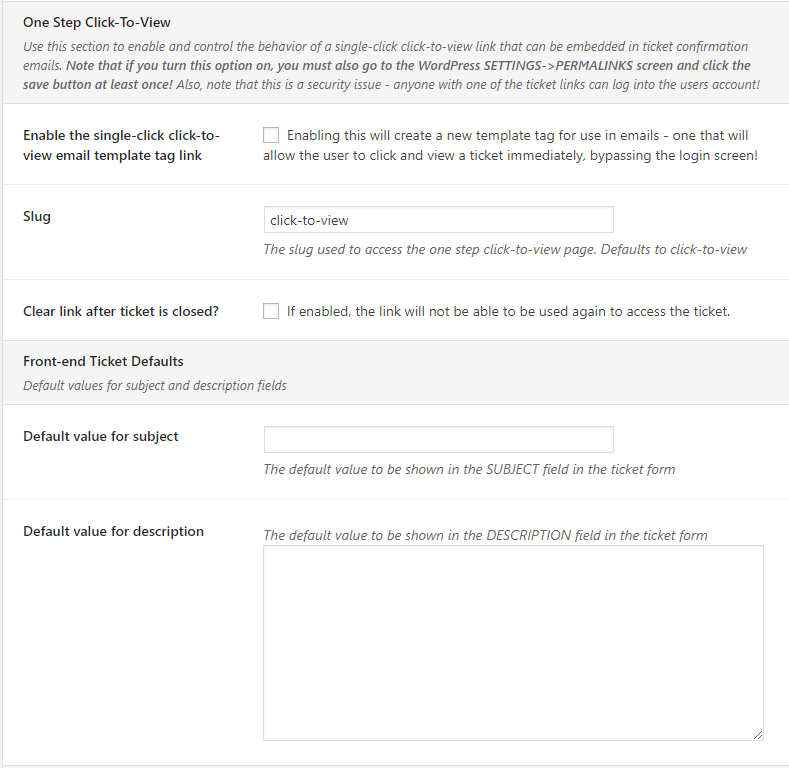 One Step Click-To-View
Use this section to enable and control the behavior of a single-click click-to-view link that can be embedded in ticket confirmation
emails. Note that if you turn this option on, you must also go to the WordPress SETTINGS->PERMALINKS screen and click the
save button at least once! Also, note that this is a security issue - anyone with one of the ticket links can log into the users account!
Enable the single-click click-to-
view email template tag link
Enabling this will create a new template tag for use in emails - one that will
allow the user to click and view a ticket immediately, bypassing the login screen!
Slug
click-to-view
The slug used to access the one step click-to-view page. Defaults to click-to-view
Clear link after ticket is closed?
If enabled, the link will not be able to be used again to access the ticket.
Front-end Ticket Defaults
Default values for subject and description fields
Default value for subject
The default value to be shown in the SUBJECT field in the ticket form
Default value for description
The default value to be shown in the DESCRIPTION field in the ticket form